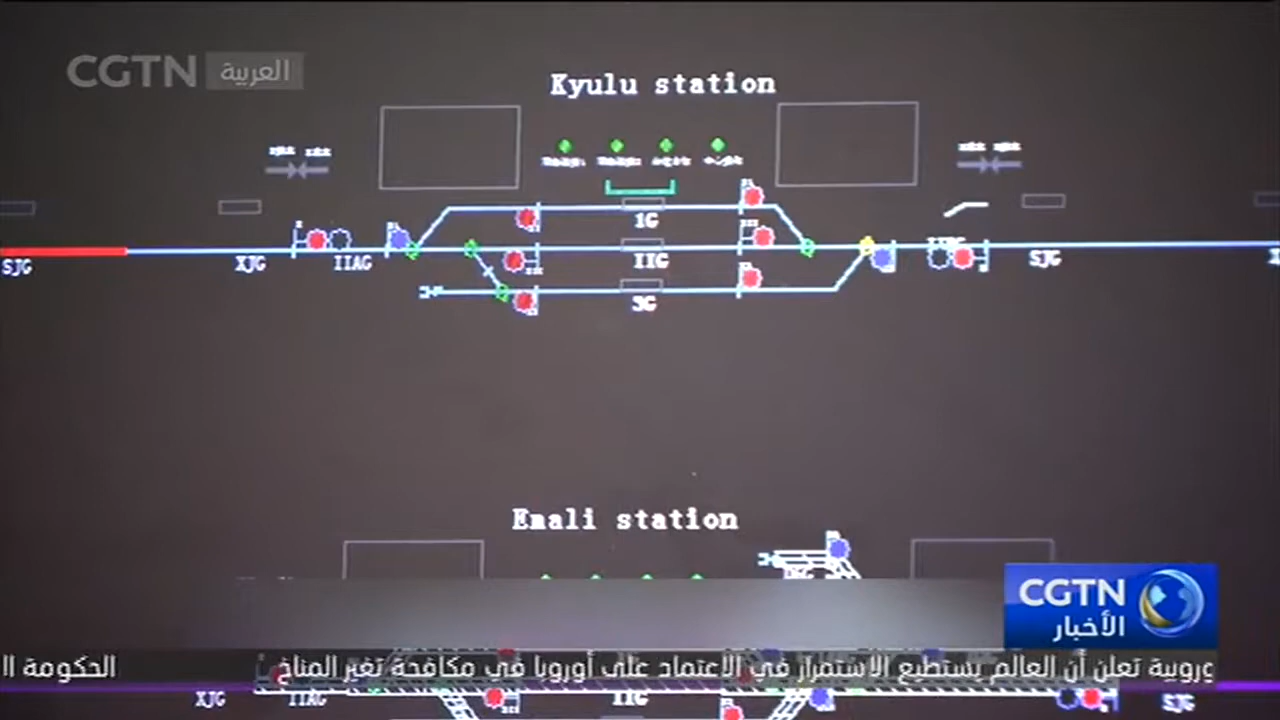 CGTN العربية
Kyulu station
1G
SJG XJG IIAG IIG SJG
3G
Emali station
CGTN
الأخبار
وروبية تعلن أن العالم يستطيع الاستمرار في الاعتماد على أوروبا في مكافحة تغير المناخ الحكومة ال
XJG IIAG IIG SJG